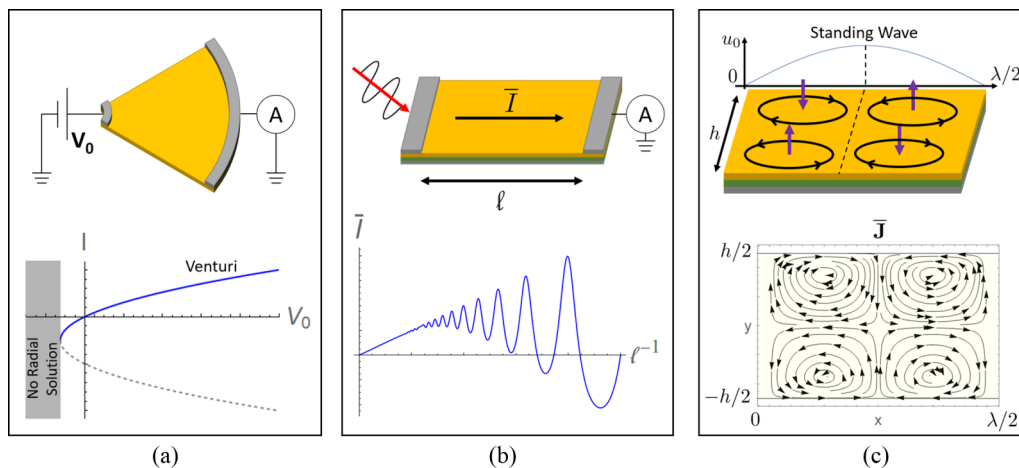 V₀
A
I
Venturi
V₀
No Radial
Solution
(a)
Ī
A
ℓ
Ī
ℓ⁻¹
(b)
Standing Wave
u₀
0
λ/2
h
J̅
h/2
y
−h/2
0
x
λ/2
(c)